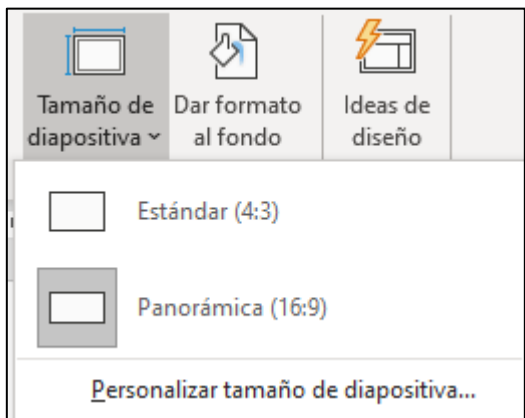 Tamaño de diapositiva
Dar formato al fondo
Ideas de diseño
Estándar (4:3)
Panorámica (16:9)
Personalizar tamaño de diapositiva...